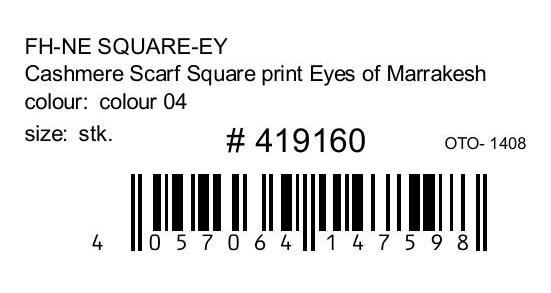 FH-NE SQUARE-EY
Cashmere Scarf Square print Eyes of Marrakesh
colour: colour 04
size: stk.
# 419160
OTO- 1408
4 057064 147598